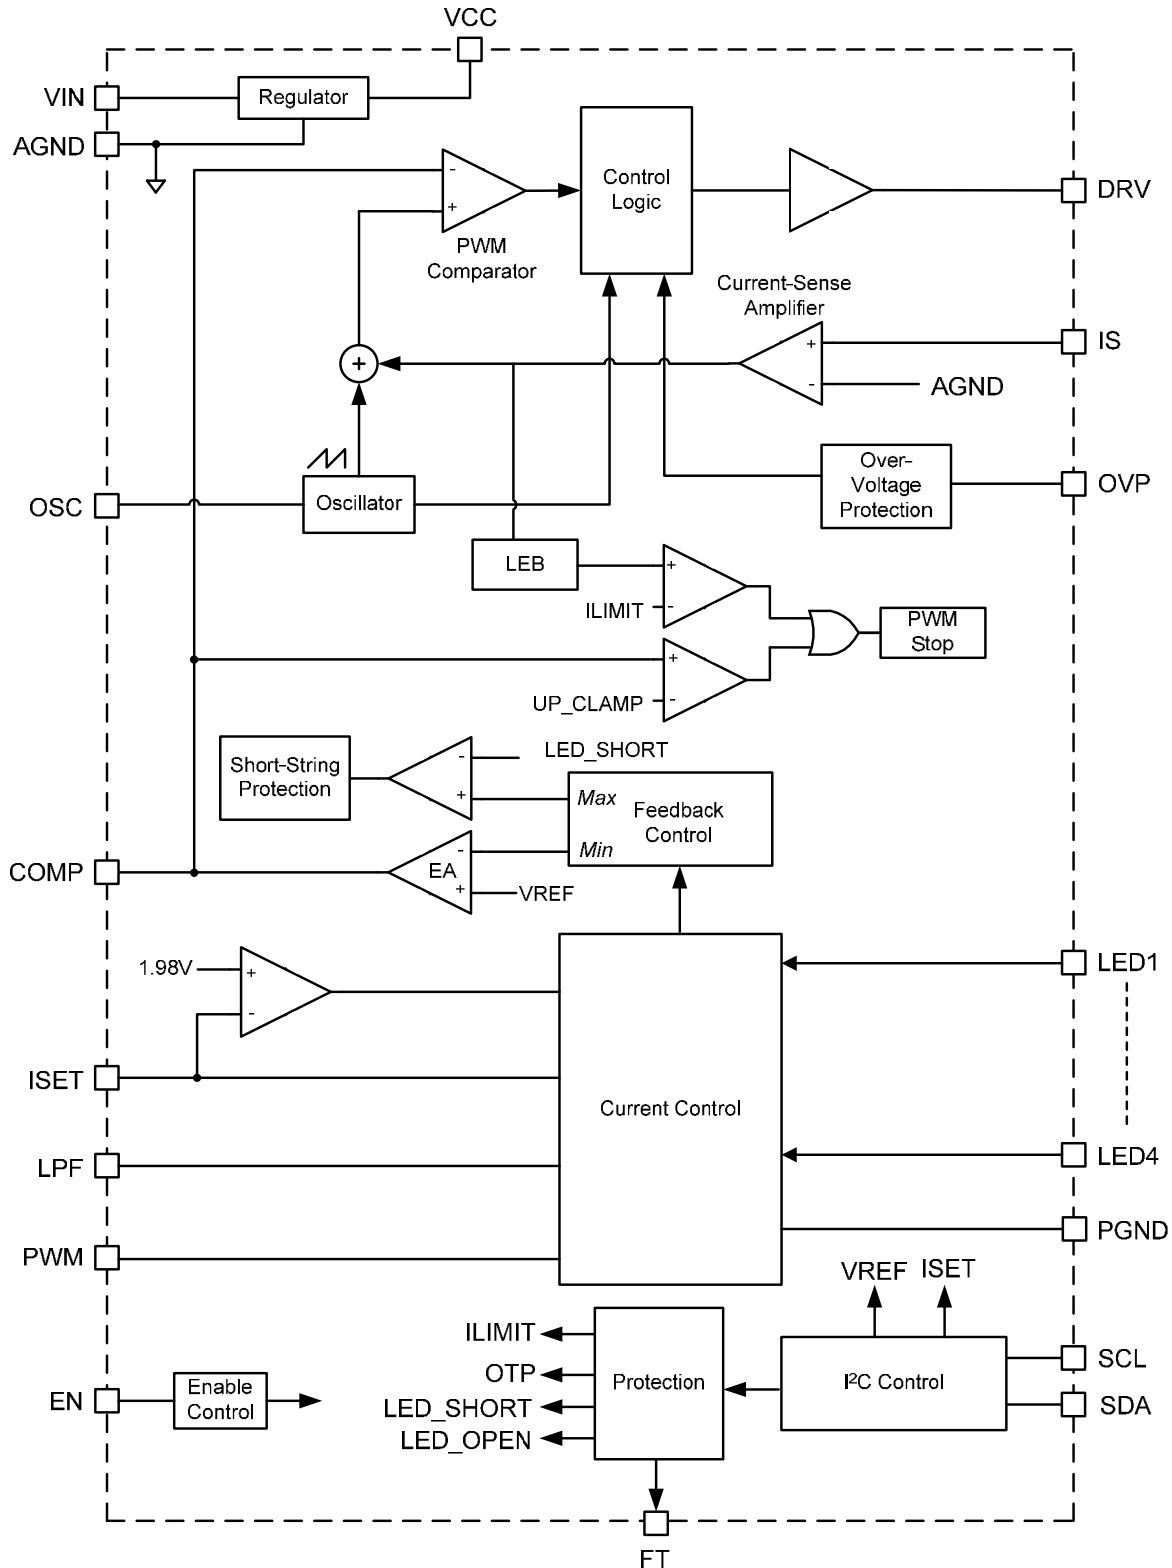 VCC
VIN
Regulator
AGND
-
+
PWM
Comparator
Control
Logic
DRV
Current-Sense
Amplifier
+
-
IS
AGND
+
OSC
Oscillator
Over-
Voltage
Protection
OVP
LEB
+
ILIMIT
-
PWM
Stop
+
UP_CLAMP
-
Short-String
Protection
-
LED_SHORT
+
Max
Min
Feedback
Control
COMP
EA
-
+
VREF
1.98V
+
-
LED1
ISET
Current Control
LPF
LED4
PWM
PGND
VREF
ISET
ILIMIT
OTP
LED_SHORT
LED_OPEN
Protection
I²C Control
SCL
SDA
EN
Enable
Control
FT